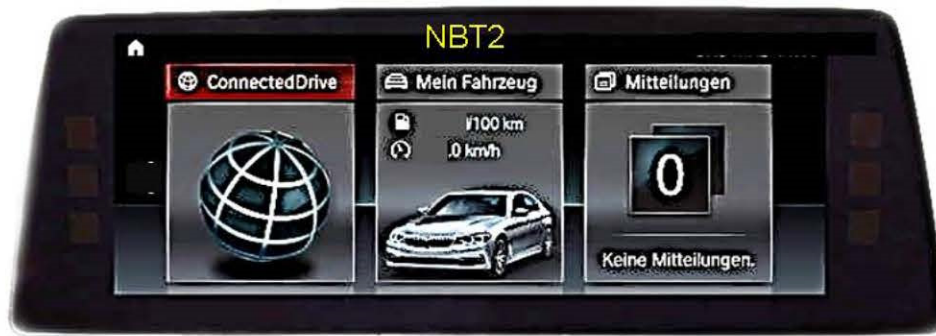 NBT2
ConnectedDrive
Mein Fahrzeug
Mitteilungen
l/100 km
.0 km/h
0
Keine Mitteilungen.